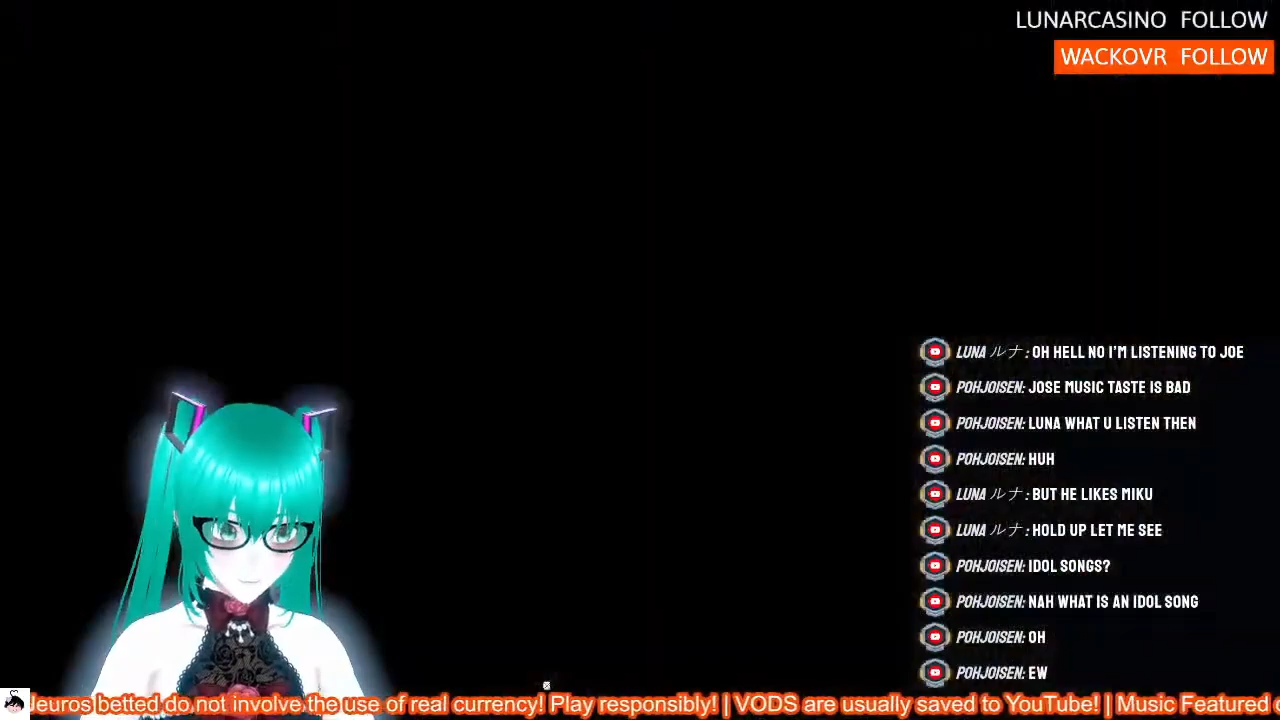 LUNARCASINO FOLLOW
WACKOVR FOLLOW
LUNA ルナ: OH HELL NO I'M LISTENING TO JOE
POHJOISEN: JOSE MUSIC TASTE IS BAD
POHJOISEN: LUNA WHAT U LISTEN THEN
POHJOISEN: HUH
LUNA ルナ: BUT HE LIKES MIKU
LUNA ルナ: HOLD UP LET ME SEE
POHJOISEN: IDOL SONGS?
POHJOISEN: NAH WHAT IS AN IDOL SONG
POHJOISEN: OH
POHJOISEN: EW
Jeuros betted do not involve the use of real currency! Play responsibly! | VODS are usually saved to YouTube! | Music Featured